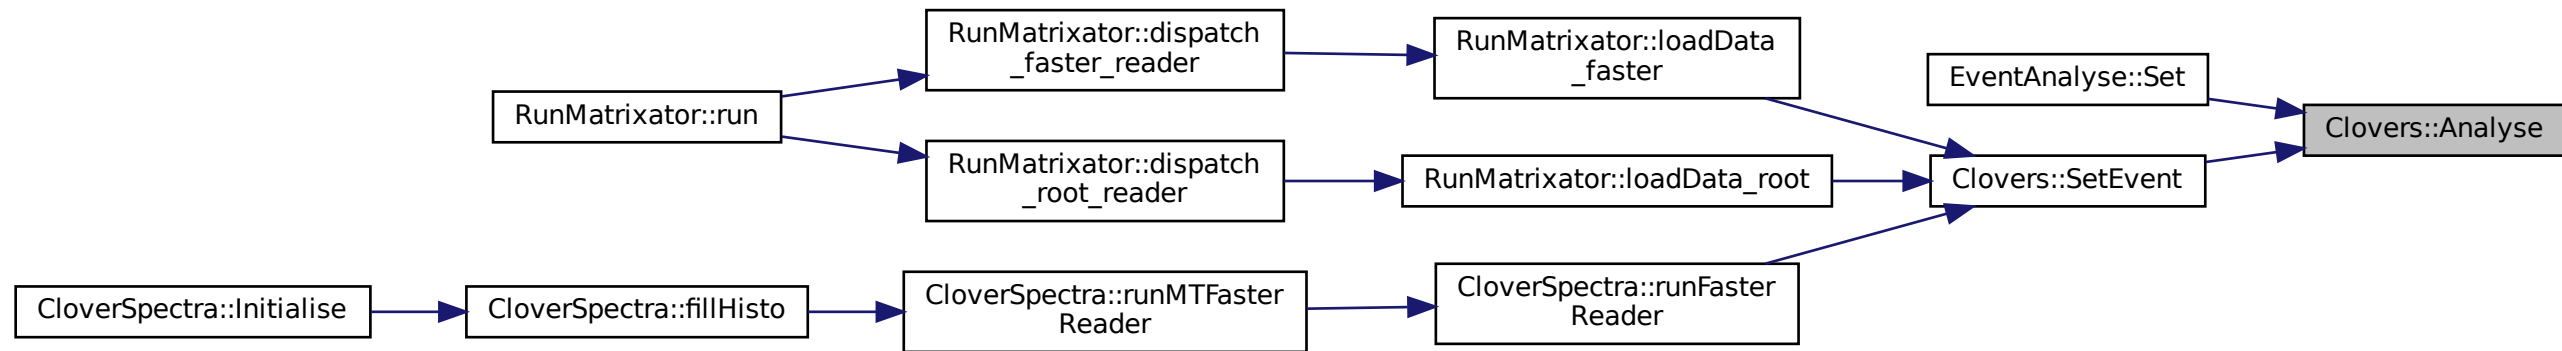 RunMatrixator::run
RunMatrixator::dispatch
_faster_reader
RunMatrixator::loadData
_faster
EventAnalyse::Set
Clovers::Analyse
RunMatrixator::dispatch
_root_reader
RunMatrixator::loadData_root
Clovers::SetEvent
CloverSpectra::Initialise
CloverSpectra::fillHisto
CloverSpectra::runMTFaster
Reader
CloverSpectra::runFaster
Reader